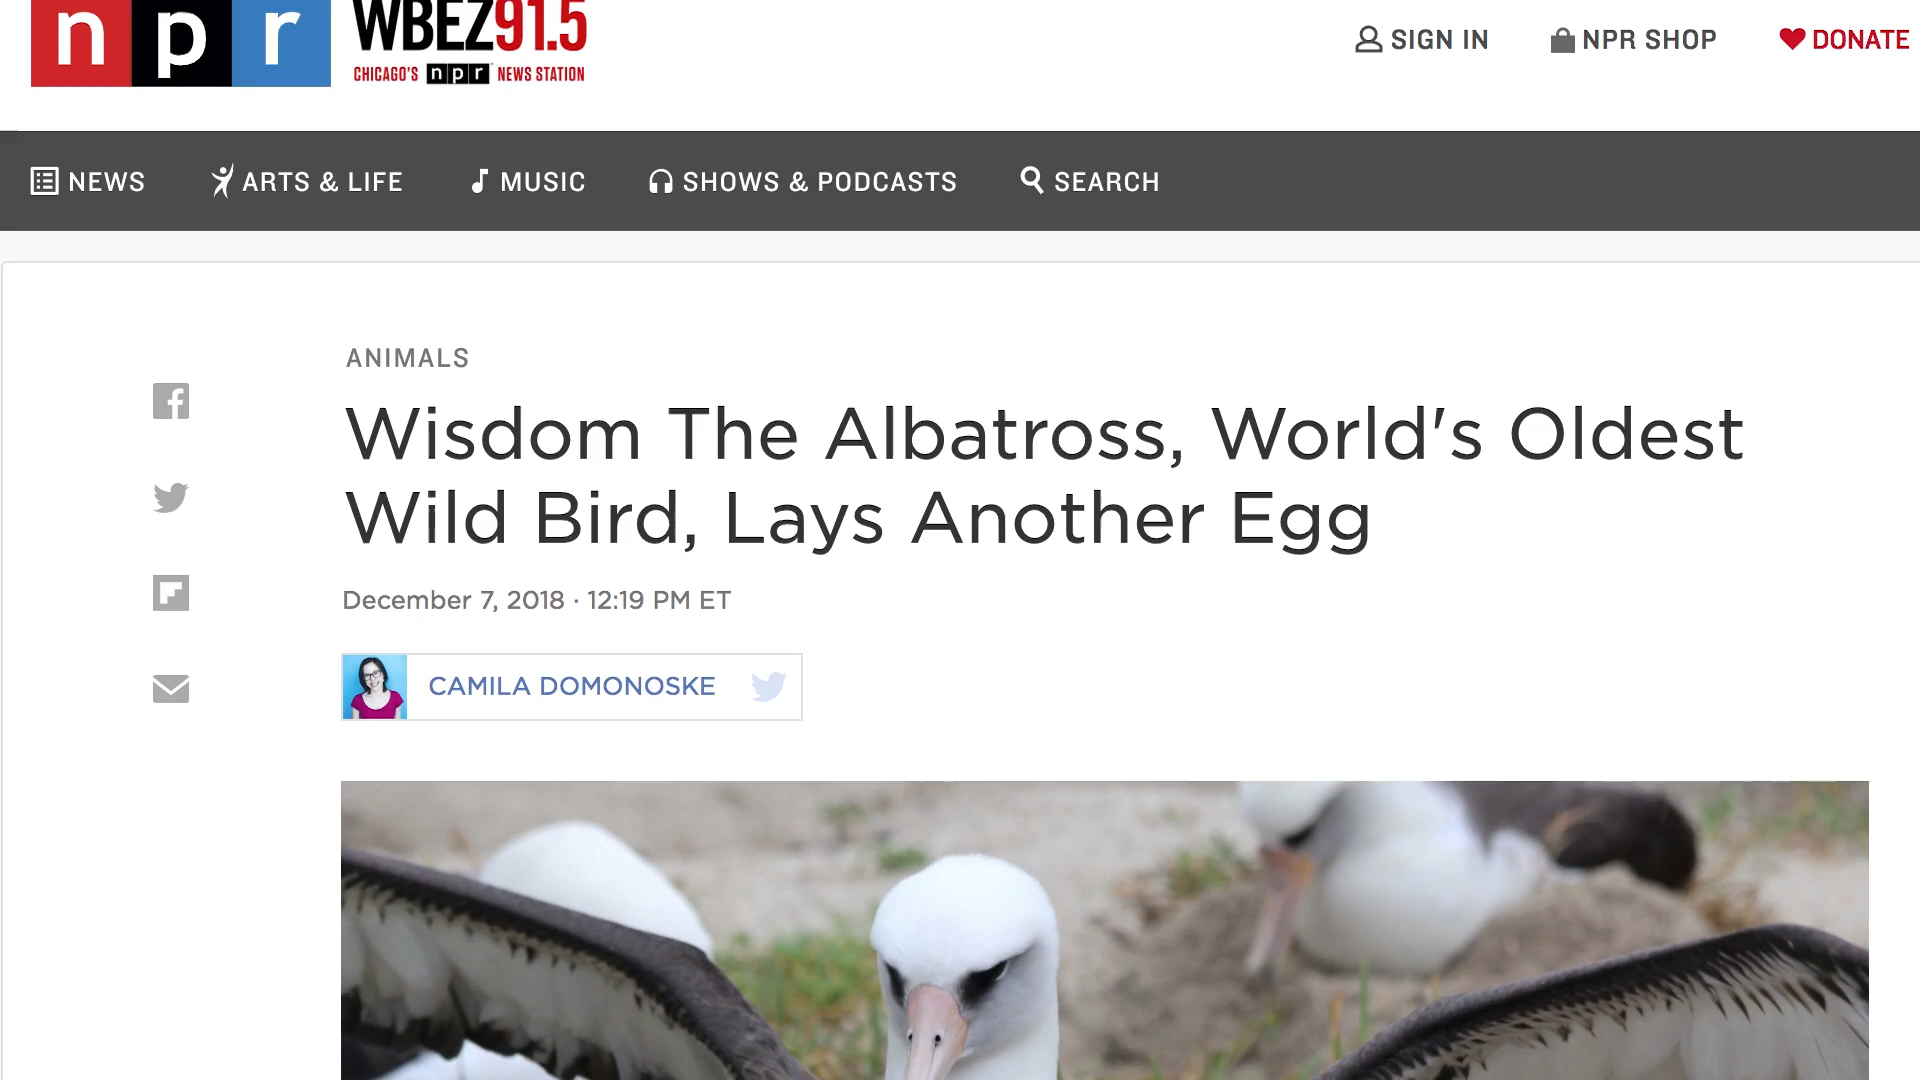 npr WBEZ91.5
CHICAGO'S npr NEWS STATION
SIGN IN NPR SHOP DONATE
NEWS ARTS & LIFE MUSIC SHOWS & PODCASTS SEARCH
ANIMALS
Wisdom The Albatross, World's Oldest
Wild Bird, Lays Another Egg
December 7, 2018 · 12:19 PM ET
CAMILA DOMONOSKE